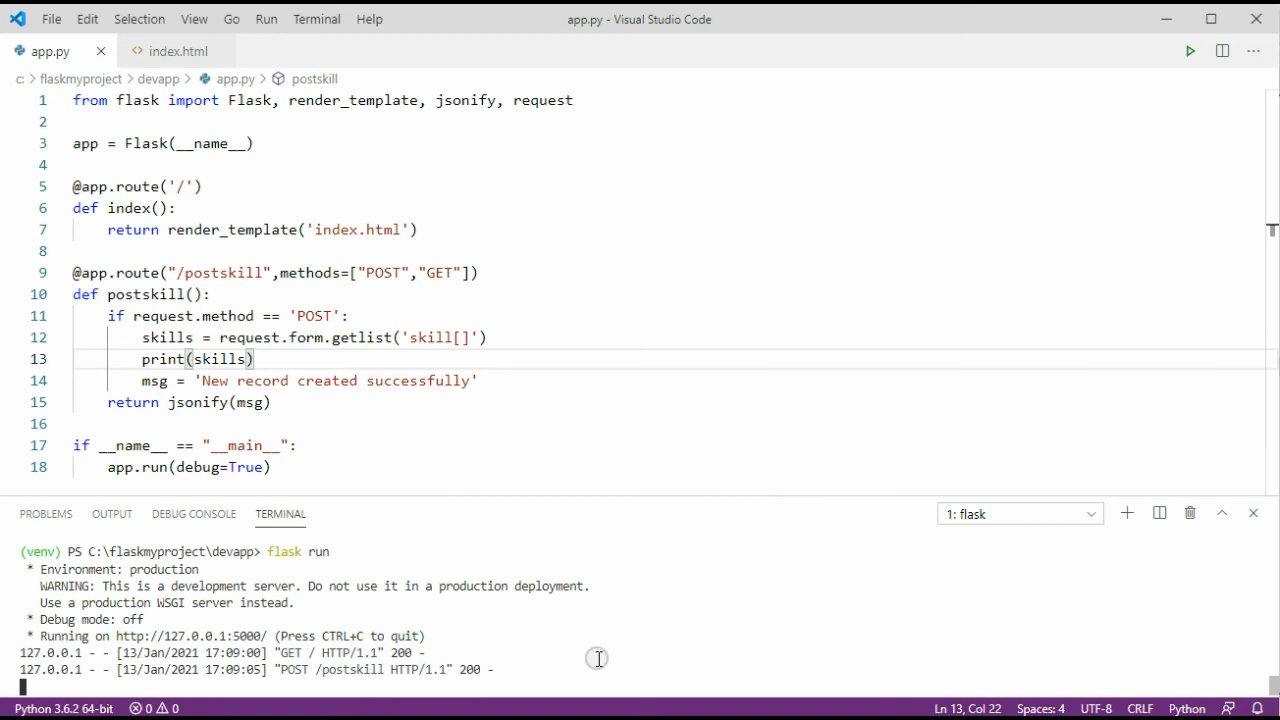 File Edit Selection View Go Run Terminal Help app.py - Visual Studio Code
app.py index.html
c: > flaskmyproject > devapp > app.py > postskill
1 from flask import Flask, render_template, jsonify, request
2
3 app = Flask(__name__)
4
5 @app.route('/')
6 def index():
7 return render_template('index.html')
8
9 @app.route("/postskill",methods=["POST","GET"])
10 def postskill():
11 if request.method == 'POST':
12 skills = request.form.getlist('skill[]')
13 print(skills)
14 msg = 'New record created successfully'
15 return jsonify(msg)
16
17 if __name__ == "__main__":
18 app.run(debug=True)
PROBLEMS OUTPUT DEBUG CONSOLE TERMINAL 1: flask
(venv) PS C:\flaskmyproject\devapp> flask run
* Environment: production
WARNING: This is a development server. Do not use it in a production deployment.
Use a production WSGI server instead.
* Debug mode: off
* Running on http://127.0.0.1:5000/ (Press CTRL+C to quit)
127.0.0.1 - - [13/Jan/2021 17:09:00] "GET / HTTP/1.1" 200 -
127.0.0.1 - - [13/Jan/2021 17:09:05] "POST /postskill HTTP/1.1" 200 -
Python 3.6.2 64-bit 0 0 Ln 13, Col 22 Spaces: 4 UTF-8 CRLF Python